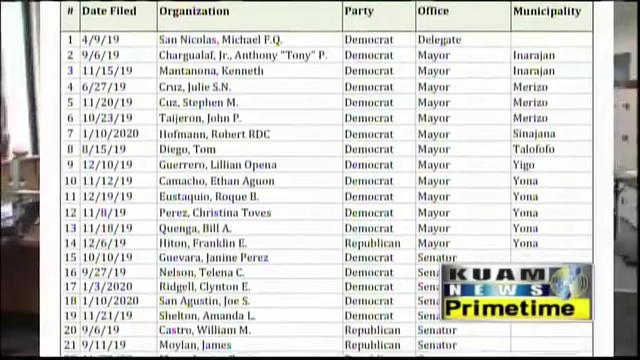 # Date Filed Organization Party Office Municipality
1 4/9/19 San Nicolas, Michael F.Q. Democrat Delegate
2 9/6/19 Chargualaf, Jr., Anthony "Tony" P. Democrat Mayor Inarajan
3 11/15/19 Mantanona, Kenneth Democrat Mayor Inarajan
4 6/27/19 Cruz, Julie S.N. Democrat Mayor Merizo
5 11/20/19 Cuz, Stephen M. Democrat Mayor Merizo
6 10/23/19 Taijeron, John P. Democrat Mayor Merizo
7 1/10/2020 Hofmann, Robert RDC Democrat Mayor Sinajana
8 8/15/19 Diego, Tom Democrat Mayor Talofofo
9 12/10/19 Guerrero, Lillian Opena Democrat Mayor Yigo
10 11/12/19 Camacho, Ethan Aguon Democrat Mayor Yona
11 12/19/19 Eustaquio, Roque B. Democrat Mayor Yona
12 11/8/19 Perez, Christina Toves Democrat Mayor Yona
13 11/18/19 Quenga, Bill A. Democrat Mayor Yona
14 12/6/19 Hiton, Franklin E. Republican Mayor Yona
15 10/10/19 Guevara, Janine Perez Democrat Senator
16 9/27/19 Nelson, Telena C. Democrat Sena
17 1/3/2020 Ridgell, Clynton E. Democrat Sena
18 1/10/2020 San Agustin, Joe S. Democrat Sena
19 11/21/19 Shelton, Amanda L. Democrat Senator
20 9/6/19 Castro, William M. Republican Senator
21 9/11/19 Moylan, James Republican Senator
KUAM
NEWS
Primetime